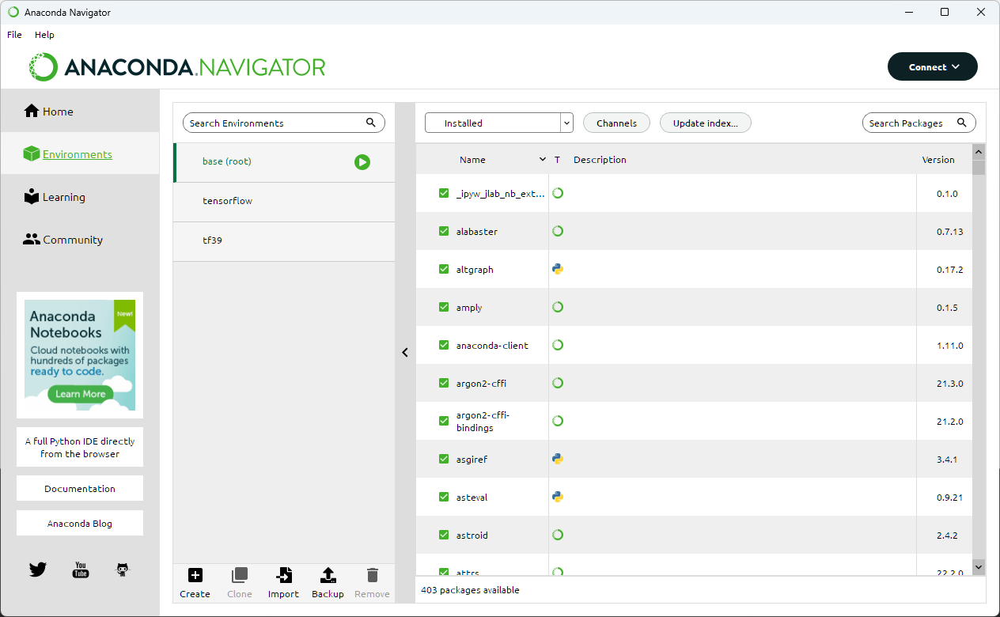 Anaconda Navigator
File Help
ANACONDA.NAVIGATOR
Connect
Home
Environments
Learning
Community
Anaconda
Notebooks
New!
Cloud notebooks with
hundreds of packages
ready to code.
Learn More
A full Python IDE directly
from the browser
Documentation
Anaconda Blog
You
Tube
Search Environments
base (root)
tensorflow
tf39
Create Clone Import Backup Remove
Installed Channels Update index... Search Packages
Name T Description Version
_ipyw_jlab_nb_ext... 0.1.0
alabaster 0.7.13
altgraph 0.17.2
amply 0.1.5
anaconda-client 1.11.0
argon2-cffi 21.3.0
argon2-cffi-
bindings 21.2.0
asgiref 3.4.1
asteval 0.9.21
astroid 2.4.2
attrs 22.2.0
403 packages available